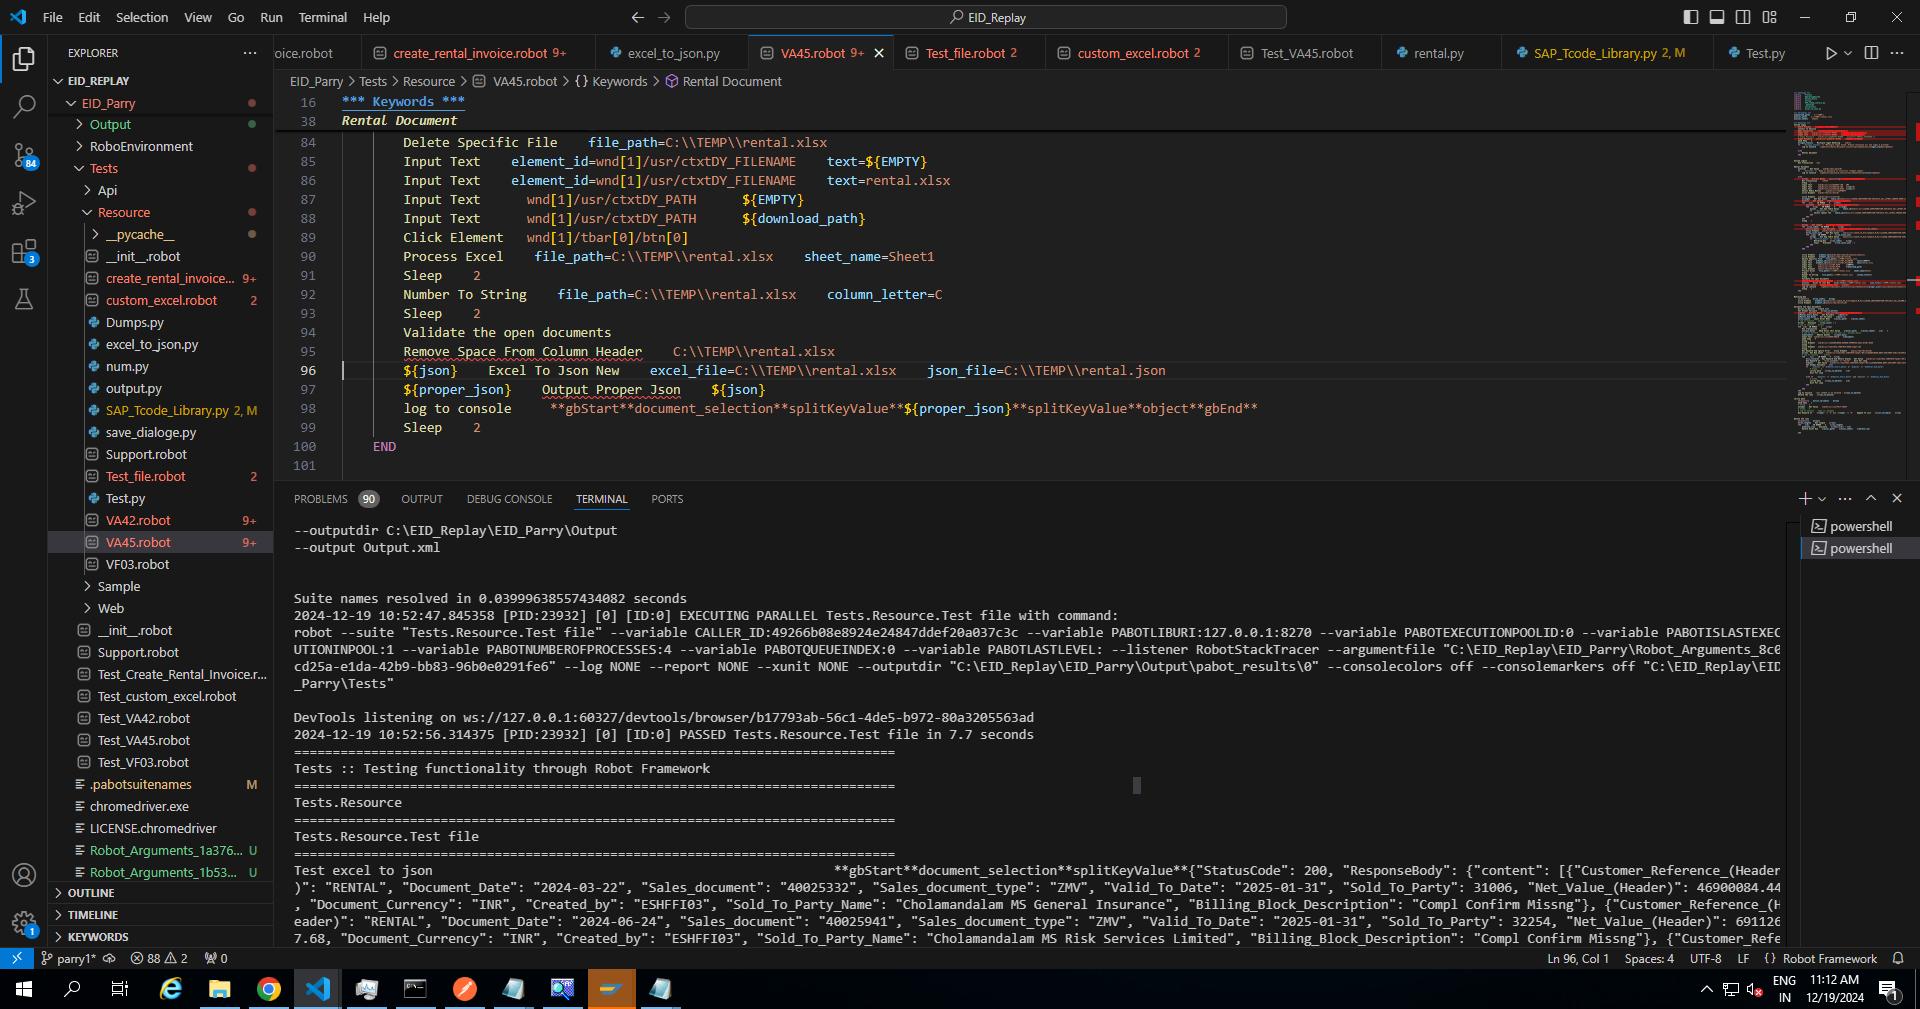 File Edit Selection View Go Run Terminal Help
EID_Replay
EXPLORER
oice.robot
create_rental_invoice.robot 9+
excel_to_json.py
VA45.robot 9+
Test_file.robot 2
custom_excel.robot 2
Test_VA45.robot
rental.py
SAP_Tcode_Library.py 2, M
Test.py
EID_Parry > Tests > Resource > VA45.robot > {} Keywords > Rental Document
EID_REPLAY
EID_Parry
Output
RoboEnvironment
Tests
Api
Resource
__pycache__
__init__.robot
create_rental_invoice... 9+
custom_excel.robot 2
Dumps.py
excel_to_json.py
num.py
output.py
SAP_Tcode_Library.py 2, M
save_dialoge.py
Support.robot
Test_file.robot 2
Test.py
VA42.robot 9+
VA45.robot 9+
VF03.robot
Sample
Web
__init__.robot
Support.robot
Test_Create_Rental_Invoice.r...
Test_custom_excel.robot
Test_VA42.robot
Test_VA45.robot
Test_VF03.robot
.pabotsuitenames M
chromedriver.exe
LICENSE.chromedriver
Robot_Arguments_1a376... U
Robot_Arguments_1b53... U
OUTLINE
TIMELINE
KEYWORDS
84
3
1
16 *** Keywords ***
38 Rental Document
84 Delete Specific File    file_path=C:\\TEMP\\rental.xlsx
85 Input Text    element_id=wnd[1]/usr/ctxtDY_FILENAME    text=${EMPTY}
86 Input Text    element_id=wnd[1]/usr/ctxtDY_FILENAME    text=rental.xlsx
87 Input Text      wnd[1]/usr/ctxtDY_PATH      ${EMPTY}
88 Input Text      wnd[1]/usr/ctxtDY_PATH      ${download_path}
89 Click Element   wnd[1]/tbar[0]/btn[0]
90 Process Excel    file_path=C:\\TEMP\\rental.xlsx    sheet_name=Sheet1
91 Sleep    2
92 Number To String    file_path=C:\\TEMP\\rental.xlsx    column_letter=C
93 Sleep    2
94 Validate the open documents
95 Remove Space From Column Header    C:\\TEMP\\rental.xlsx
96 ${json}    Excel To Json New    excel_file=C:\\TEMP\\rental.xlsx    json_file=C:\\TEMP\\rental.json
97 ${proper_json}    Output Proper Json    ${json}
98 log to console     **gbStart**document_selection**splitKeyValue**${proper_json}**splitKeyValue**object**gbEnd**
99 Sleep    2
100 END
101
PROBLEMS 90 OUTPUT DEBUG CONSOLE TERMINAL PORTS
powershell
powershell
--outputdir C:\EID_Replay\EID_Parry\Output
--output Output.xml
Suite names resolved in 0.03999638557434082 seconds
2024-12-19 10:52:47.845358 [PID:23932] [0] [ID:0] EXECUTING PARALLEL Tests.Resource.Test file with command:
robot --suite "Tests.Resource.Test file" --variable CALLER_ID:49266b08e8924e24847ddef20a037c3c --variable PABOTLIBURI:127.0.0.1:8270 --variable PABOTEXECUTIONPOOLID:0 --variable PABOTISLASTEXEC
UTIONINPOOL:1 --variable PABOTNUMBEROFPROCESSES:4 --variable PABOTQUEUEINDEX:0 --variable PABOTLASTLEVEL: --listener RobotStackTracer --argumentfile "C:\EID_Replay\EID_Parry\Robot_Arguments_8c0
cd25a-e1da-42b9-bb83-96b0e0291fe6" --log NONE --report NONE --xunit NONE --outputdir "C:\EID_Replay\EID_Parry\Output\pabot_results\0" --consolecolors off --consolemarkers off "C:\EID_Replay\EID
_Parry\Tests"
DevTools listening on ws://127.0.0.1:60327/devtools/browser/b17793ab-56c1-4de5-b972-80a3205563ad
2024-12-19 10:52:56.314375 [PID:23932] [0] [ID:0] PASSED Tests.Resource.Test file in 7.7 seconds
==============================================================================
Tests :: Testing functionality through Robot Framework
==============================================================================
Tests.Resource
==============================================================================
Tests.Resource.Test file
==============================================================================
Test excel to json **gbStart**document_selection**splitKeyValue**{"StatusCode": 200, "ResponseBody": {"content": [{"Customer_Reference_(Header
)": "RENTAL", "Document_Date": "2024-03-22", "Sales_document": "40025332", "Sales_document_type": "ZMV", "Valid_To_Date": "2025-01-31", "Sold_To_Party": 31006, "Net_Value_(Header)": 46900084.44
, "Document_Currency": "INR", "Created_by": "ESHFFI03", "Sold_To_Party_Name": "Cholamandalam MS General Insurance", "Billing_Block_Description": "Compl Confirm Missng"}, {"Customer_Reference_(H
eader)": "RENTAL", "Document_Date": "2024-06-24", "Sales_document": "40025941", "Sales_document_type": "ZMV", "Valid_To_Date": "2025-01-31", "Sold_To_Party": 32254, "Net_Value_(Header)": 691126
7.68, "Document_Currency": "INR", "Created_by": "ESHFFI03", "Sold_To_Party_Name": "Cholamandalam MS Risk Services Limited", "Billing_Block_Description": "Compl Confirm Missng"}, {"Customer_Refe
parry1* 88 2 0
Ln 96, Col 1 Spaces: 4 UTF-8 LF {} Robot Framework
ENG
IN
11:12 AM
12/19/2024
1